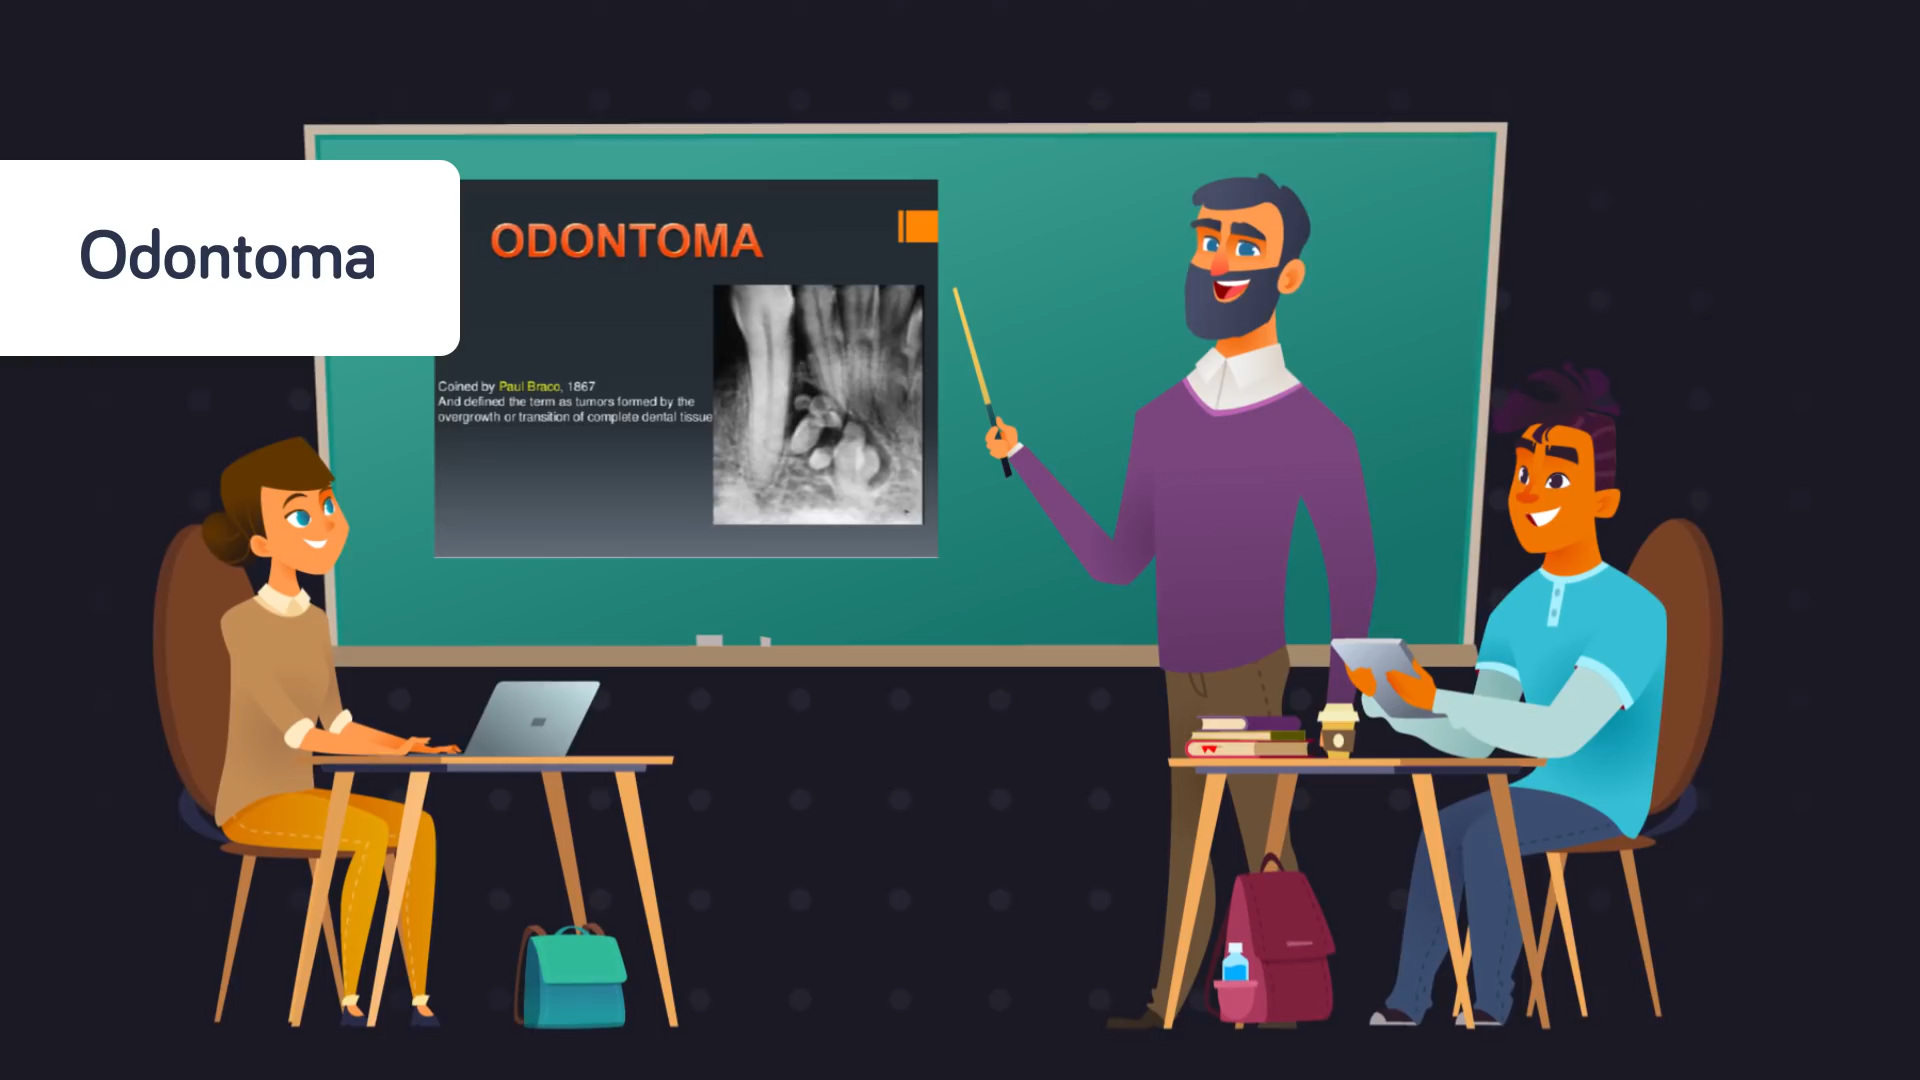 Odontoma
ODONTOMA
Coined by Paul Braco, 1867
And defined the term as tumors formed by the
overgrowth or transition of complete dental tissue